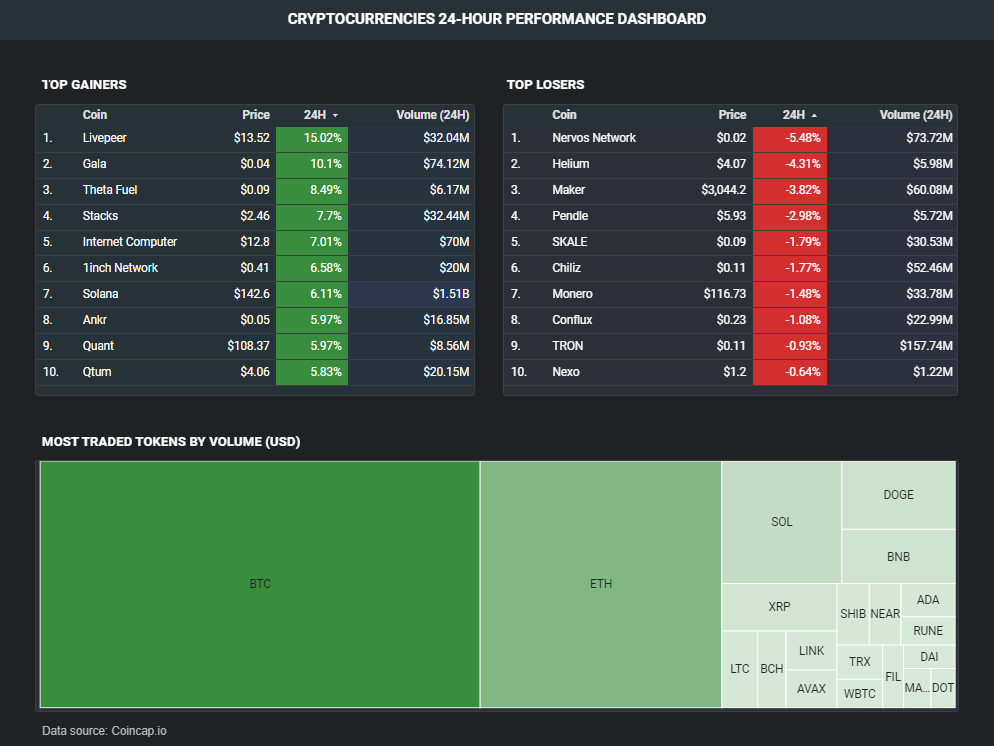 CRYPTOCURRENCIES 24-HOUR PERFORMANCE DASHBOARD
TOP GAINERS
Coin Price 24H Volume (24H)
1. Livepeer $13.52 15.02% $32.04M
2. Gala $0.04 10.1% $74.12M
3. Theta Fuel $0.09 8.49% $6.17M
4. Stacks $2.46 7.7% $32.44M
5. Internet Computer $12.8 7.01% $70M
6. 1inch Network $0.41 6.58% $20M
7. Solana $142.6 6.11% $1.51B
8. Ankr $0.05 5.97% $16.85M
9. Quant $108.37 5.97% $8.56M
10. Qtum $4.06 5.83% $20.15M
TOP LOSERS
Coin Price 24H Volume (24H)
1. Nervos Network $0.02 -5.48% $73.72M
2. Helium $4.07 -4.31% $5.98M
3. Maker $3,044.2 -3.82% $60.08M
4. Pendle $5.93 -2.98% $5.72M
5. SKALE $0.09 -1.79% $30.53M
6. Chiliz $0.11 -1.77% $52.46M
7. Monero $116.73 -1.48% $33.78M
8. Conflux $0.23 -1.08% $22.99M
9. TRON $0.11 -0.93% $157.74M
10. Nexo $1.2 -0.64% $1.22M
MOST TRADED TOKENS BY VOLUME (USD)
BTC
ETH
SOL
DOGE
BNB
XRP
SHIB
NEAR
ADA
RUNE
LTC
BCH
LINK
AVAX
TRX
WBTC
FIL
DAI
MA...
DOT
Data source: Coincap.io